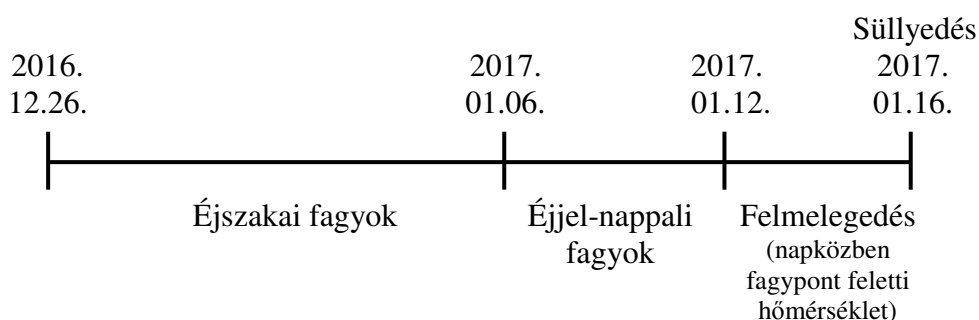 Süllyedés
2016. 2017. 2017. 2017.
12.26. 01.06. 01.12. 01.16.
Éjszakai fagyok Éjjel-nappali Felmelegedés
fagyok (napközben
fagypont feletti
hőmérséklet)